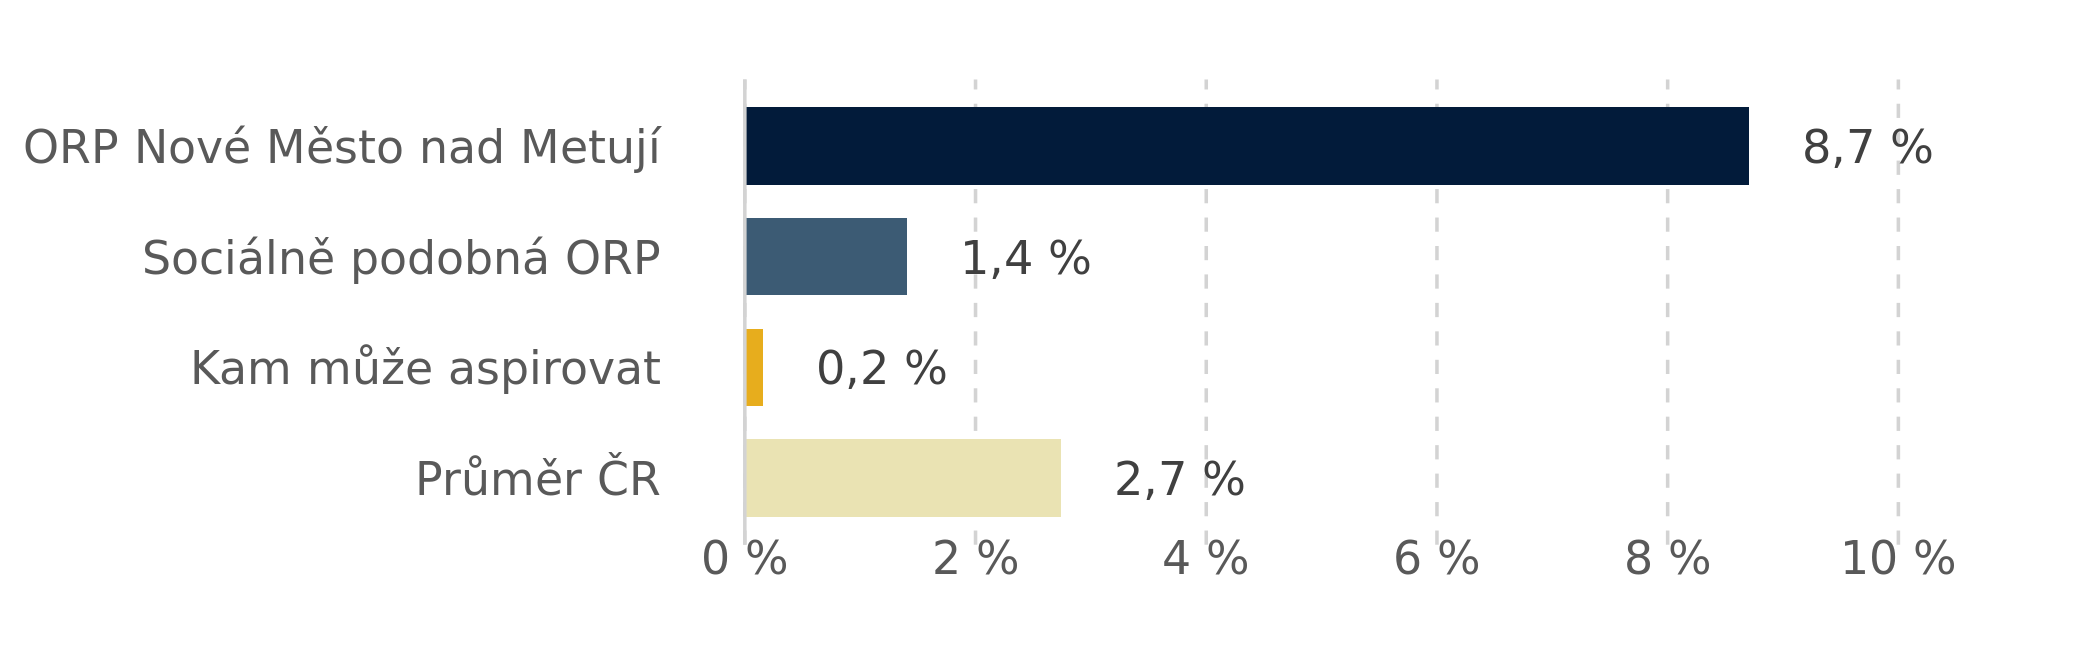 ORP Nové Město nad Metují
8,7 %
Sociálně podobná ORP
1,4 %
Kam může aspirovat
0,2 %
Průměr ČR
2,7 %
0 % 2 % 4 % 6 % 8 % 10 %